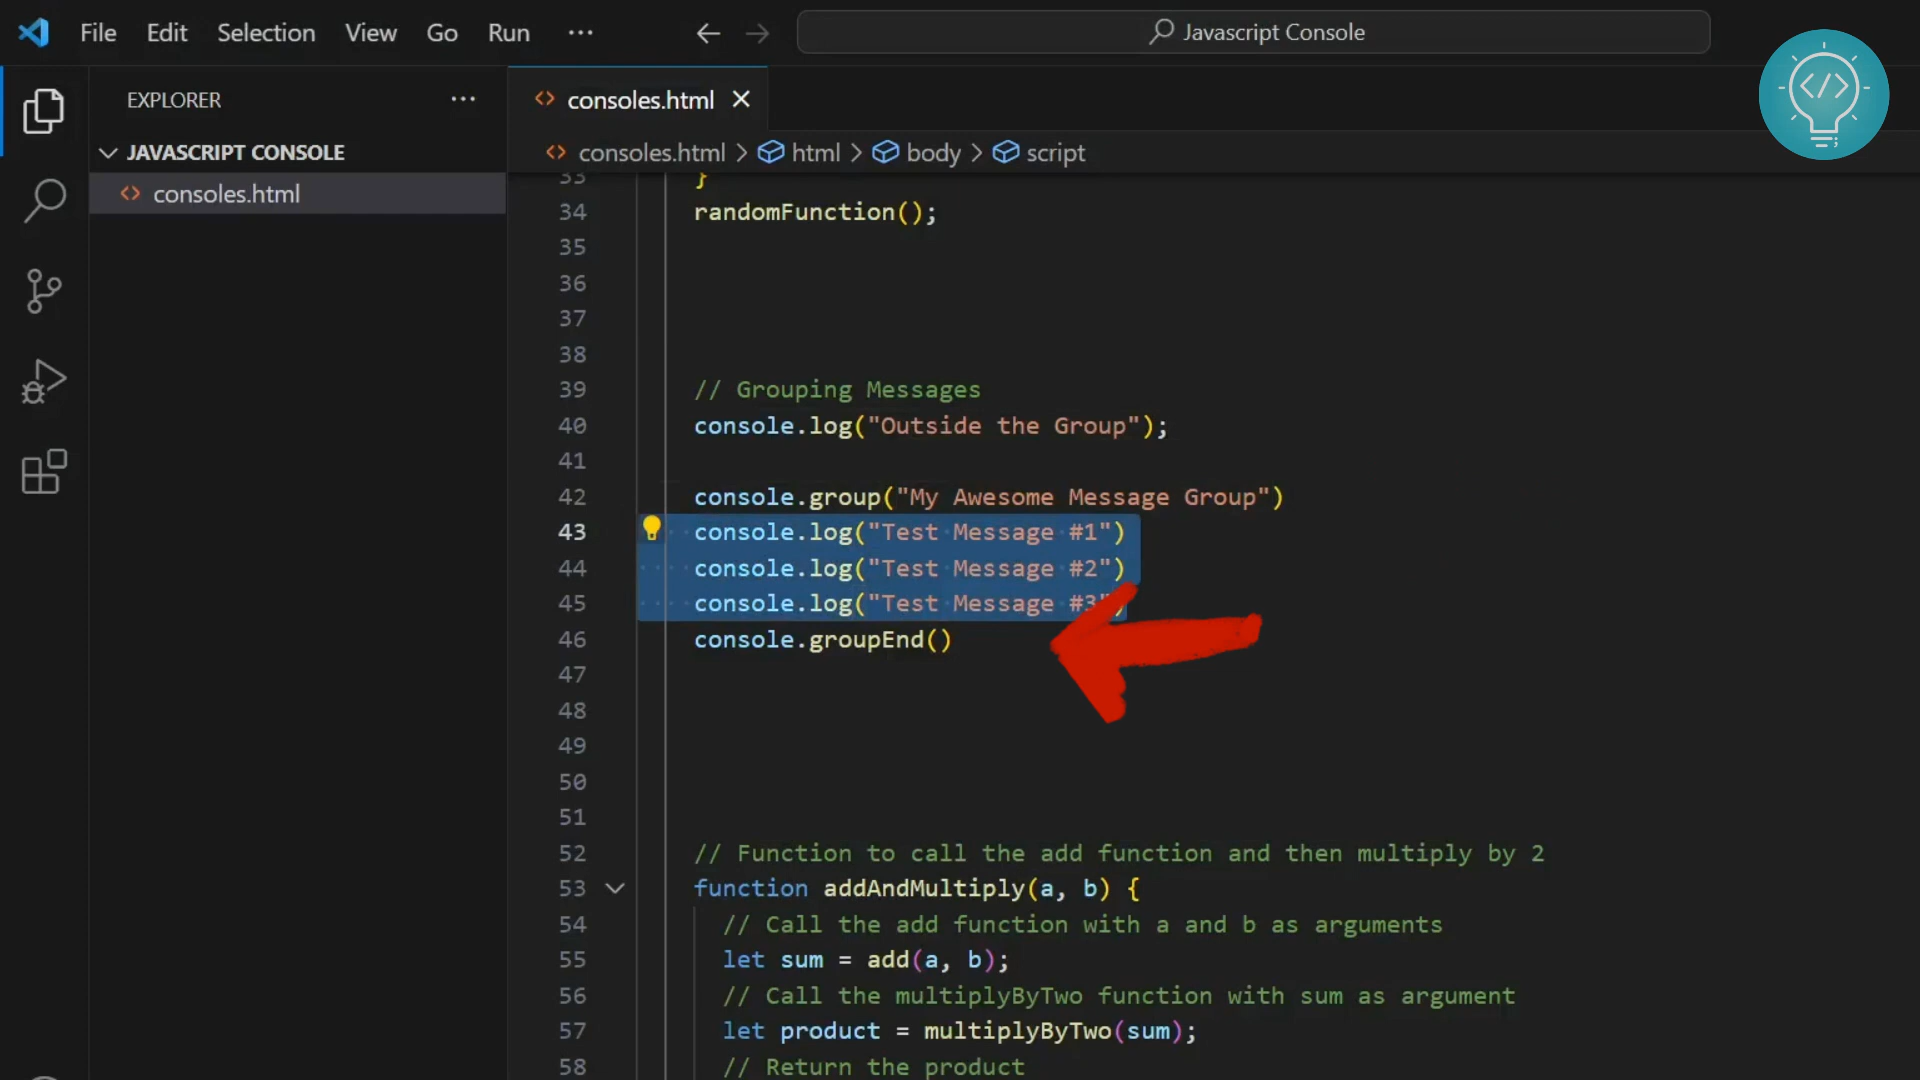 File Edit Selection View Go Run ··· Javascript Console
EXPLORER ···
consoles.html
JAVASCRIPT CONSOLE
consoles.html > html > body > script
consoles.html
33 }
34 randomFunction();
35
36
37
38
39 // Grouping Messages
40 console.log("Outside the Group");
41
42 console.group("My Awesome Message Group")
43 console.log("Test Message #1")
44 console.log("Test Message #2")
45 console.log("Test Message #3")
46 console.groupEnd()
47
48
49
50
51
52 // Function to call the add function and then multiply by 2
53 function addAndMultiply(a, b) {
54 // Call the add function with a and b as arguments
55 let sum = add(a, b);
56 // Call the multiplyByTwo function with sum as argument
57 let product = multiplyByTwo(sum);
58 // Return the product